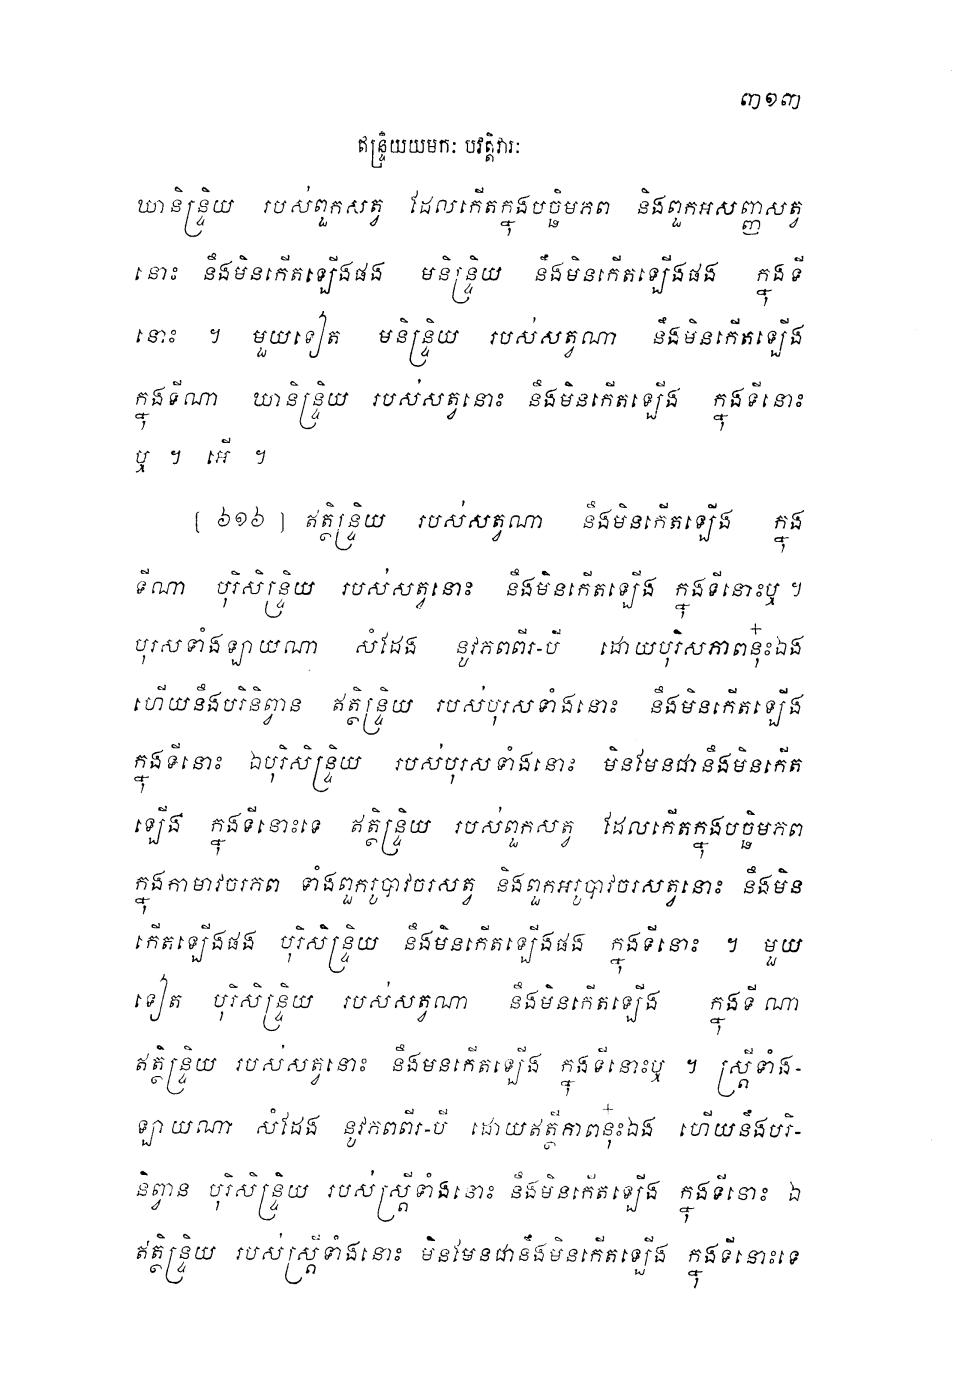 ៣១៣
ឥន្ទ្រិយយមកៈ បវត្តិវារៈ
ឃានិន្ទ្រិយ របស់ពួកសត្វ ដែលកើតក្នុងបច្ឆិមភព និងពួកអសញ្ញសត្វ
នោះ នឹងមិនកើតឡើងផង មនិន្ទ្រិយ នឹងមិនកើតឡើងផង ក្នុងទី
នោះ ។ មួយទៀត មនិន្ទ្រិយ របស់សត្វណា នឹងមិនកើតឡើង
ក្នុងទីណា ឃានិន្ទ្រិយ របស់សត្វនោះ នឹងមិនកើតឡើង ក្នុងទីនោះ
ឬ ។ អើ ។
[ ៦១៦ ] ឥត្ថិន្ទ្រិយ របស់សត្វណា នឹងមិនកើតឡើង ក្នុង
ទីណា បុរិសិន្ទ្រិយ របស់សត្វនោះ នឹងមិនកើតឡើង ក្នុងទីនោះឬ ។
បុរសទាំងឡាយណា សំដែង នូវភពពីរ-បី ដោយបុរិសភាពនុ៎ះឯង
ហើយនឹងបរិនិព្វាន ឥត្ថិន្ទ្រិយ របស់បុរសទាំងនោះ នឹងមិនកើតឡើង
ក្នុងទីនោះ ឯបុរិសិន្ទ្រិយ របស់បុរសទាំងនោះ មិនមែនជានឹងមិនកើត
ឡើង ក្នុងទីនោះទេ ឥត្ថិន្ទ្រិយ របស់ពួកសត្វ ដែលកើតក្នុងបច្ឆិមភព
ក្នុងកាមាវចរភព ទាំងពួករូបាវចរសត្វ និងពួកអរូបាវចរសត្វនោះ នឹងមិន
កើតឡើងផង បុរិសិន្ទ្រិយ នឹងមិនកើតឡើងផង ក្នុងទីនោះ ។ មួយ
ទៀត បុរិសិន្ទ្រិយ របស់សត្វណា នឹងមិនកើតឡើង ក្នុងទីណា
ឥត្ថិន្ទ្រិយ របស់សត្វនោះ នឹងមនកើតឡើង ក្នុងទីនោះឬ ។ ស្ត្រីទាំង-
ឡាយណា សំដែង នូវភពពីរ-បី ដោយឥត្ថីភាពនុ៎ះឯង ហើយនឹងបរិ-
និព្វាន បុរិសិន្ទ្រិយ របស់ស្ត្រីទាំងនោះ នឹងមិនកើតឡើង ក្នុងទីនោះ ឯ
ឥត្ថិន្ទ្រិយ របស់ស្ត្រីទាំងនោះ មិនមែនជានឹងមិនកើតឡើង ក្នុងទីនោះទេ